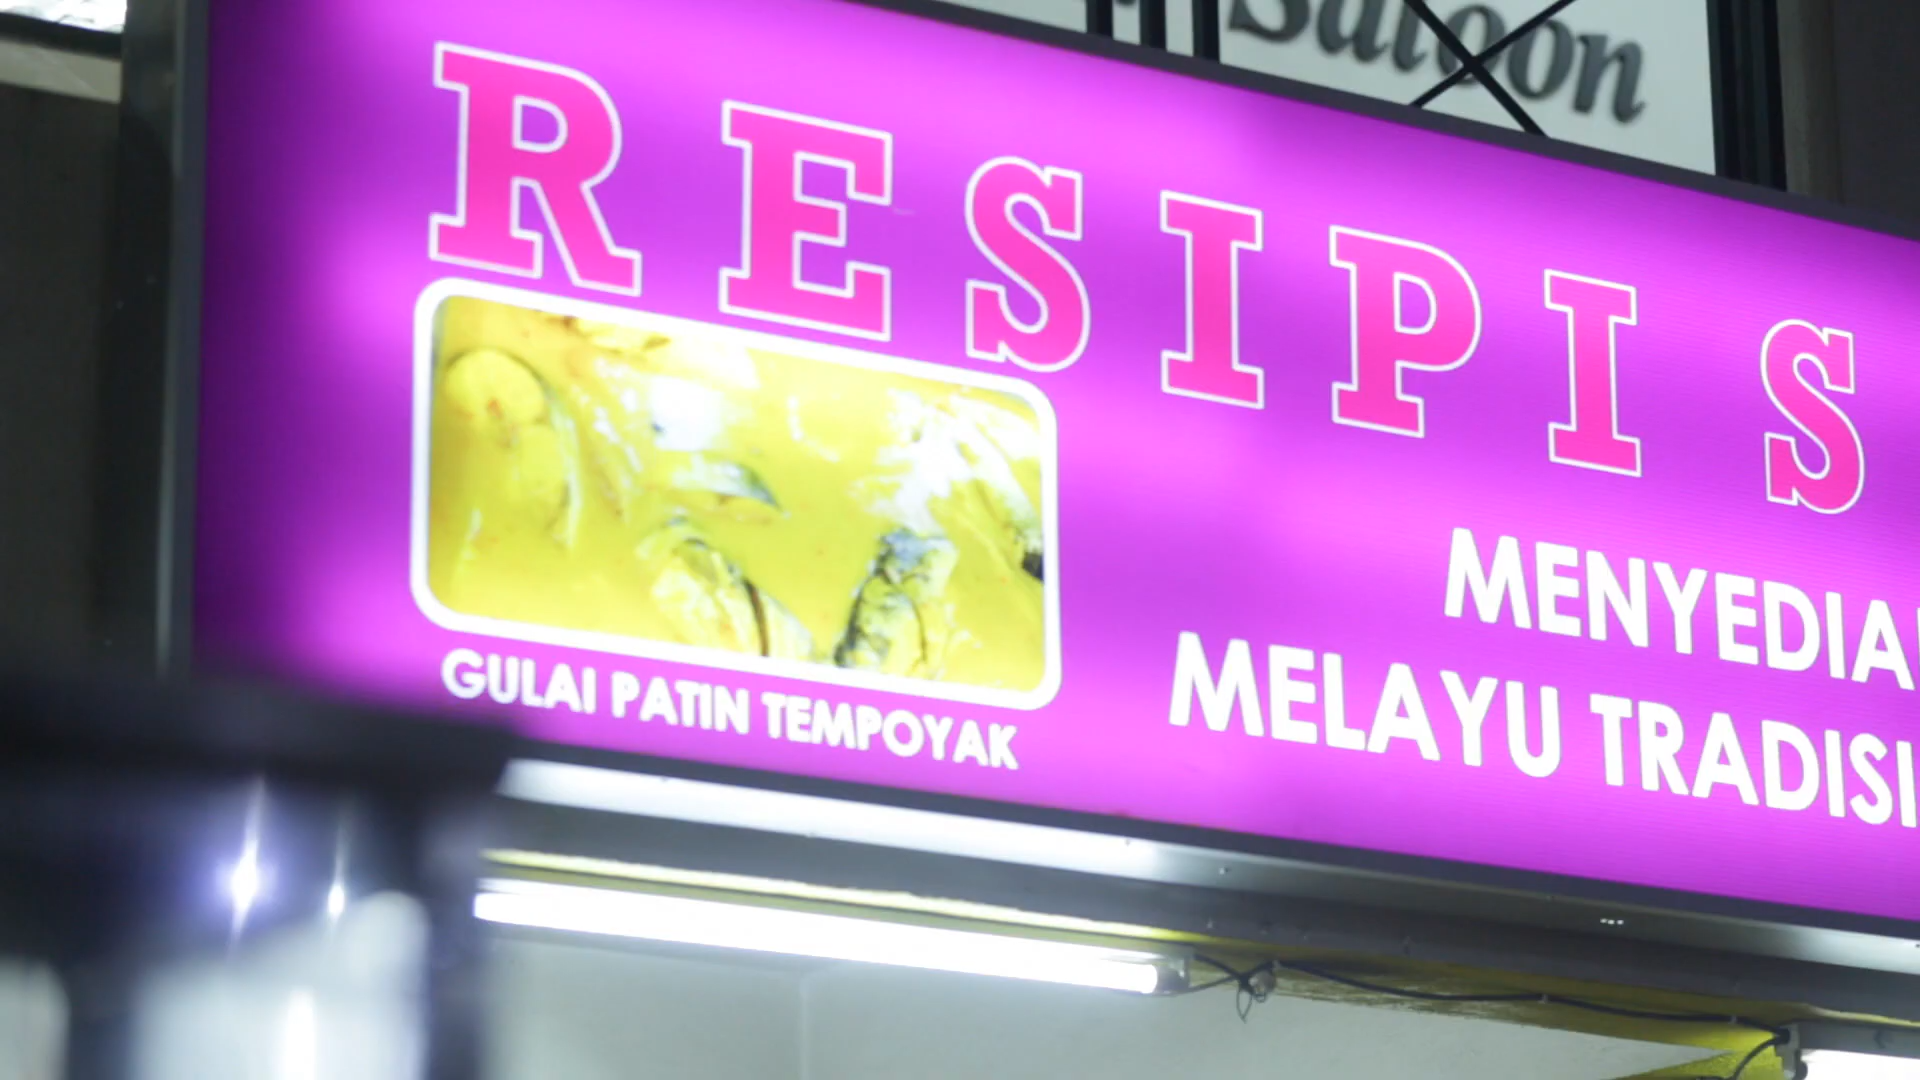 Saloon
RESIPI S
GULAI PATIN TEMPOYAK
MENYEDIA
MELAYU TRADISI